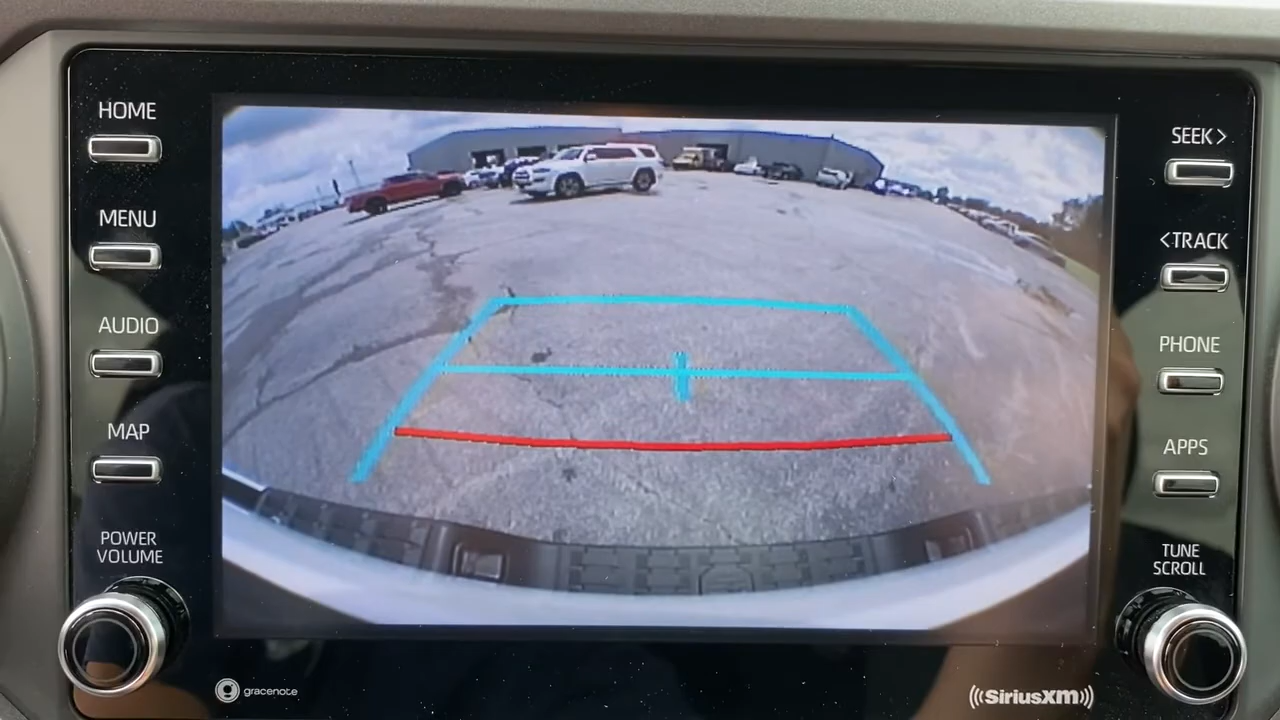 HOME
MENU
AUDIO
MAP
POWER
VOLUME
SEEK>
<TRACK
PHONE
APPS
TUNE
SCROLL
gracenote
SiriusXM